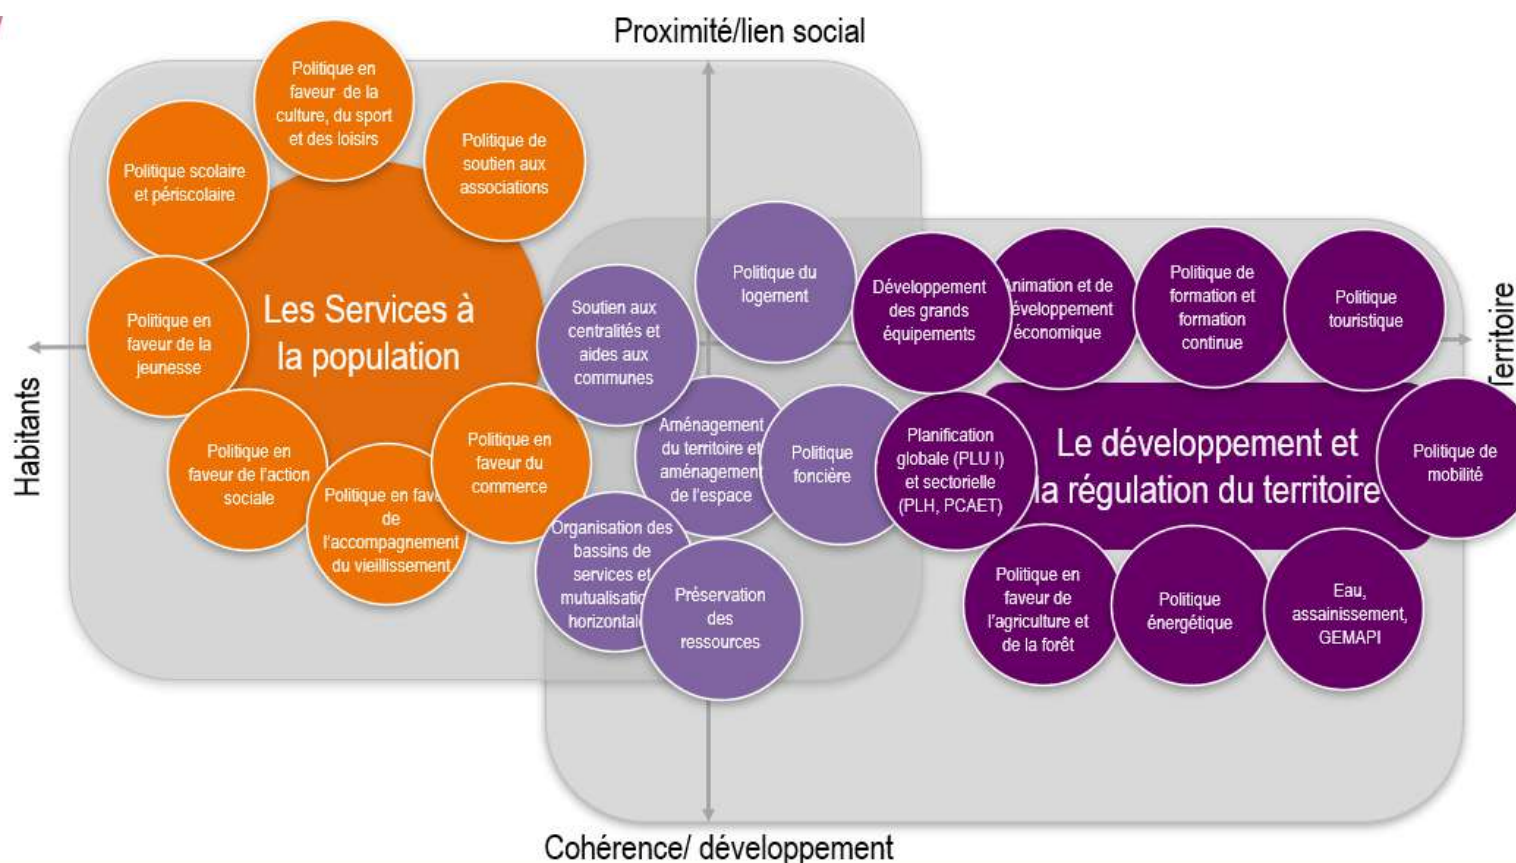 Proximité/lien social
Politique en
faveur de la
culture, du sport
et des loisirs
Politique de
soutien aux
associations
Politique scolaire
et périscolaire
Politique en
faveur de la
jeunesse
Les Services à
la population
Politique en
faveur de l'action
sociale
Politique en
de
l'accompagnement
du vieillissement
Politique en
faveur du
commerce
Habitants
Soutien aux
centralités et
aides aux
communes
Politique du
logement
Aménagement
du territoire et
aménagement
de l'espace
Politique
foncière
Organisation des
bassins de
services et
horizontale
Préservation
des
ressources
Développement
des grands
équipements
et de
économique
Politique de
formation et
formation
continue
Politique
touristique
Territoire
Planification
globale (PLU I)
et sectorielle
(PLH, PCAET)
Le développement et
la régulation du territoire
Politique de
mobilité
Politique en
faveur de
l'agriculture et
de la forêt
Politique
énergétique
Eau,
assainissement,
GEMAPI
Cohérence/ développement